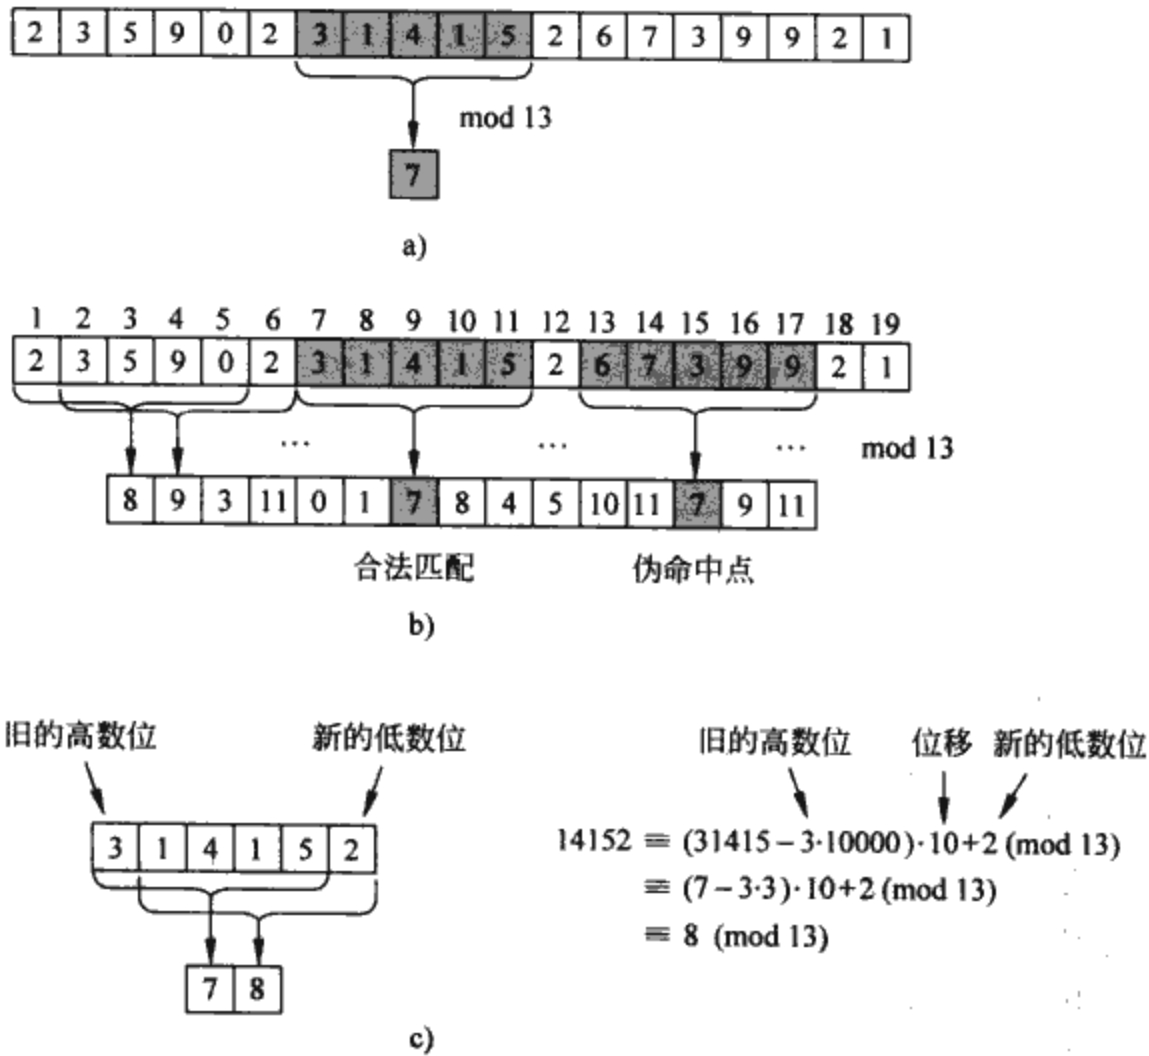 2 3 5 9 0 2 3 1 4 1 5 2 6 7 3 9 9 2 1
mod 13
7
a)
1 2 3 4 5 6 7 8 9 10 11 12 13 14 15 16 17 18 19
2 3 5 9 0 2 3 1 4 1 5 2 6 7 3 9 9 2 1
… … … mod 13
8 9 3 11 0 1 7 8 4 5 10 11 7 9 11
合法匹配 伪命中点
b)
旧的高数位 新的低数位
3 1 4 1 5 2
7 8
旧的高数位 位移 新的低数位
14152 ≡ (31415－3·10000)·10+2 (mod 13)
≡ (7－3·3)·10+2 (mod 13)
≡ 8 (mod 13)
c)